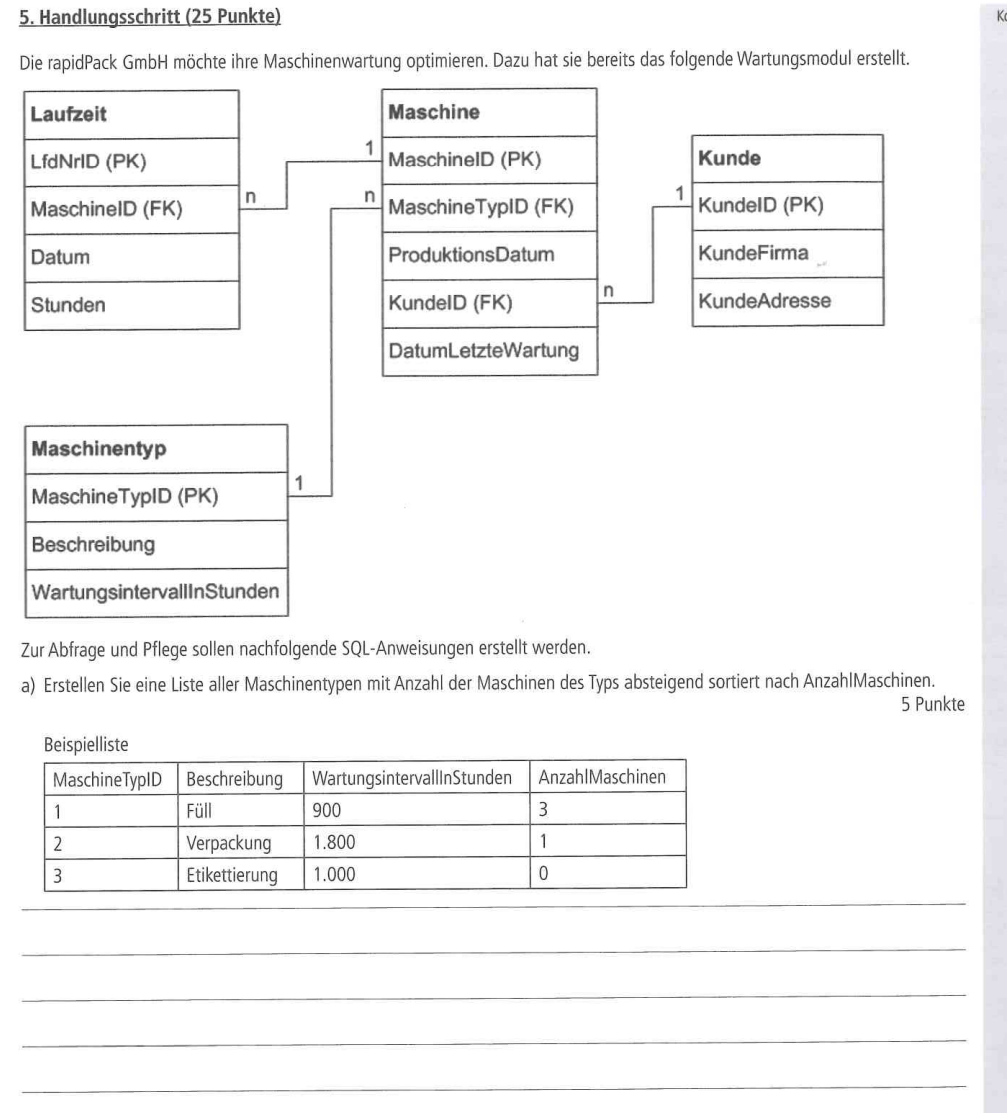 5. Handlungsschritt (25 Punkte)
Die rapidPack GmbH möchte ihre Maschinenwartung optimieren. Dazu hat sie bereits das folgende Wartungsmodul erstellt.
Laufzeit
LfdNrID (PK)
MaschineID (FK)
Datum
Stunden
n
1
Maschine
MaschineID (PK)
MaschineTypID (FK)
ProduktionsDatum
KundeID (FK)
DatumLetzteWartung
n
n
1
Kunde
KundeID (PK)
KundeFirma
KundeAdresse
Maschinentyp
MaschineTypID (PK)
Beschreibung
WartungsintervallInStunden
1
Zur Abfrage und Pflege sollen nachfolgende SQL-Anweisungen erstellt werden.
a) Erstellen Sie eine Liste aller Maschinentypen mit Anzahl der Maschinen des Typs absteigend sortiert nach AnzahlMaschinen.
5 Punkte
Beispielliste
MaschineTypID Beschreibung WartungsintervallInStunden AnzahlMaschinen
1 Füll 900 3
2 Verpackung 1.800 1
3 Etikettierung 1.000 0